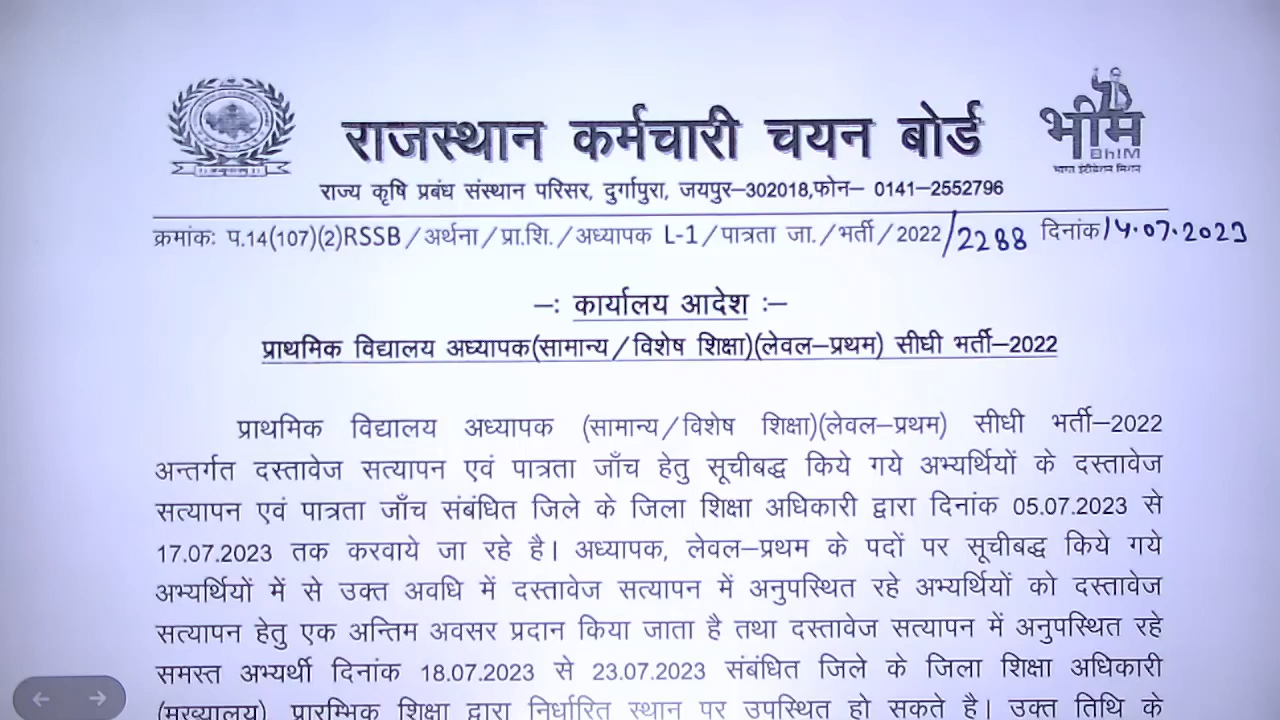 राजस्थान कर्मचारी चयन बोर्ड
भीम
BhIM
राज्य कृषि प्रबंध संस्थान परिसर, दुर्गापुरा, जयपुर–302018,फोन– 0141–2552796
क्रमांकः प.14(107)(2)RSSB/अर्थना/प्रा.शि./अध्यापक L-1/पात्रता जा./भर्ती/2022/2288 दिनांक 14.07.2023
–: कार्यालय आदेश :–
प्राथमिक विद्यालय अध्यापक(सामान्य/विशेष शिक्षा)(लेवल–प्रथम) सीधी भर्ती–2022
प्राथमिक विद्यालय अध्यापक (सामान्य/विशेष शिक्षा)(लेवल–प्रथम) सीधी भर्ती–2022
अन्तर्गत दस्तावेज सत्यापन एवं पात्रता जाँच हेतु सूचीबद्ध किये गये अभ्यर्थियों के दस्तावेज
सत्यापन एवं पात्रता जाँच संबंधित जिले के जिला शिक्षा अधिकारी द्वारा दिनांक 05.07.2023 से
17.07.2023 तक करवाये जा रहे है। अध्यापक, लेवल–प्रथम के पदों पर सूचीबद्ध किये गये
अभ्यर्थियों में से उक्त अवधि में दस्तावेज सत्यापन में अनुपस्थित रहे अभ्यर्थियों को दस्तावेज
सत्यापन हेतु एक अन्तिम अवसर प्रदान किया जाता है तथा दस्तावेज सत्यापन में अनुपस्थित रहे
समस्त अभ्यर्थी दिनांक 18.07.2023 से 23.07.2023 संबंधित जिले के जिला शिक्षा अधिकारी
(मुख्यालय) प्रारम्भिक शिक्षा द्वारा निर्धारित स्थान पर उपस्थित हो सकते है। उक्त तिथि के